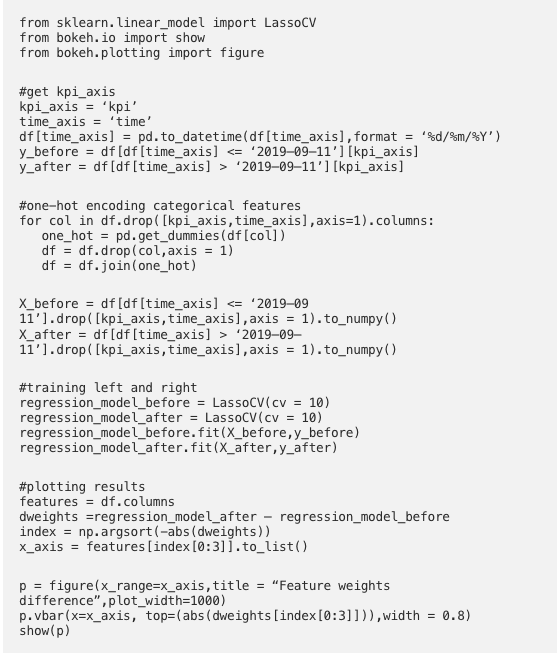 from sklearn.linear_model import LassoCV
from bokeh.io import show
from bokeh.plotting import figure

#get kpi_axis
kpi_axis = ‘kpi’
time_axis = ‘time’
df[time_axis] = pd.to_datetime(df[time_axis],format = ‘%d/%m/%Y’)
y_before = df[df[time_axis] <= ‘2019—09—11’][kpi_axis]
y_after = df[df[time_axis] > ‘2019—09—11’][kpi_axis]

#one—hot encoding categorical features
for col in df.drop([kpi_axis,time_axis],axis=1).columns:
   one_hot = pd.get_dummies(df[col])
   df = df.drop(col,axis = 1)
   df = df.join(one_hot)

X_before = df[df[time_axis] <= ‘2019—09
11’].drop([kpi_axis,time_axis],axis = 1).to_numpy()
X_after = df[df[time_axis] > ‘2019—09—
11’].drop([kpi_axis,time_axis],axis = 1).to_numpy()

#training left and right
regression_model_before = LassoCV(cv = 10)
regression_model_after = LassoCV(cv = 10)
regression_model_before.fit(X_before,y_before)
regression_model_after.fit(X_after,y_after)

#plotting results
features = df.columns
dweights =regression_model_after — regression_model_before
index = np.argsort(—abs(dweights))
x_axis = features[index[0:3]].to_list()

p = figure(x_range=x_axis,title = “Feature weights
difference”,plot_width=1000)
p.vbar(x=x_axis, top=(abs(dweights[index[0:3]])),width = 0.8)
show(p)